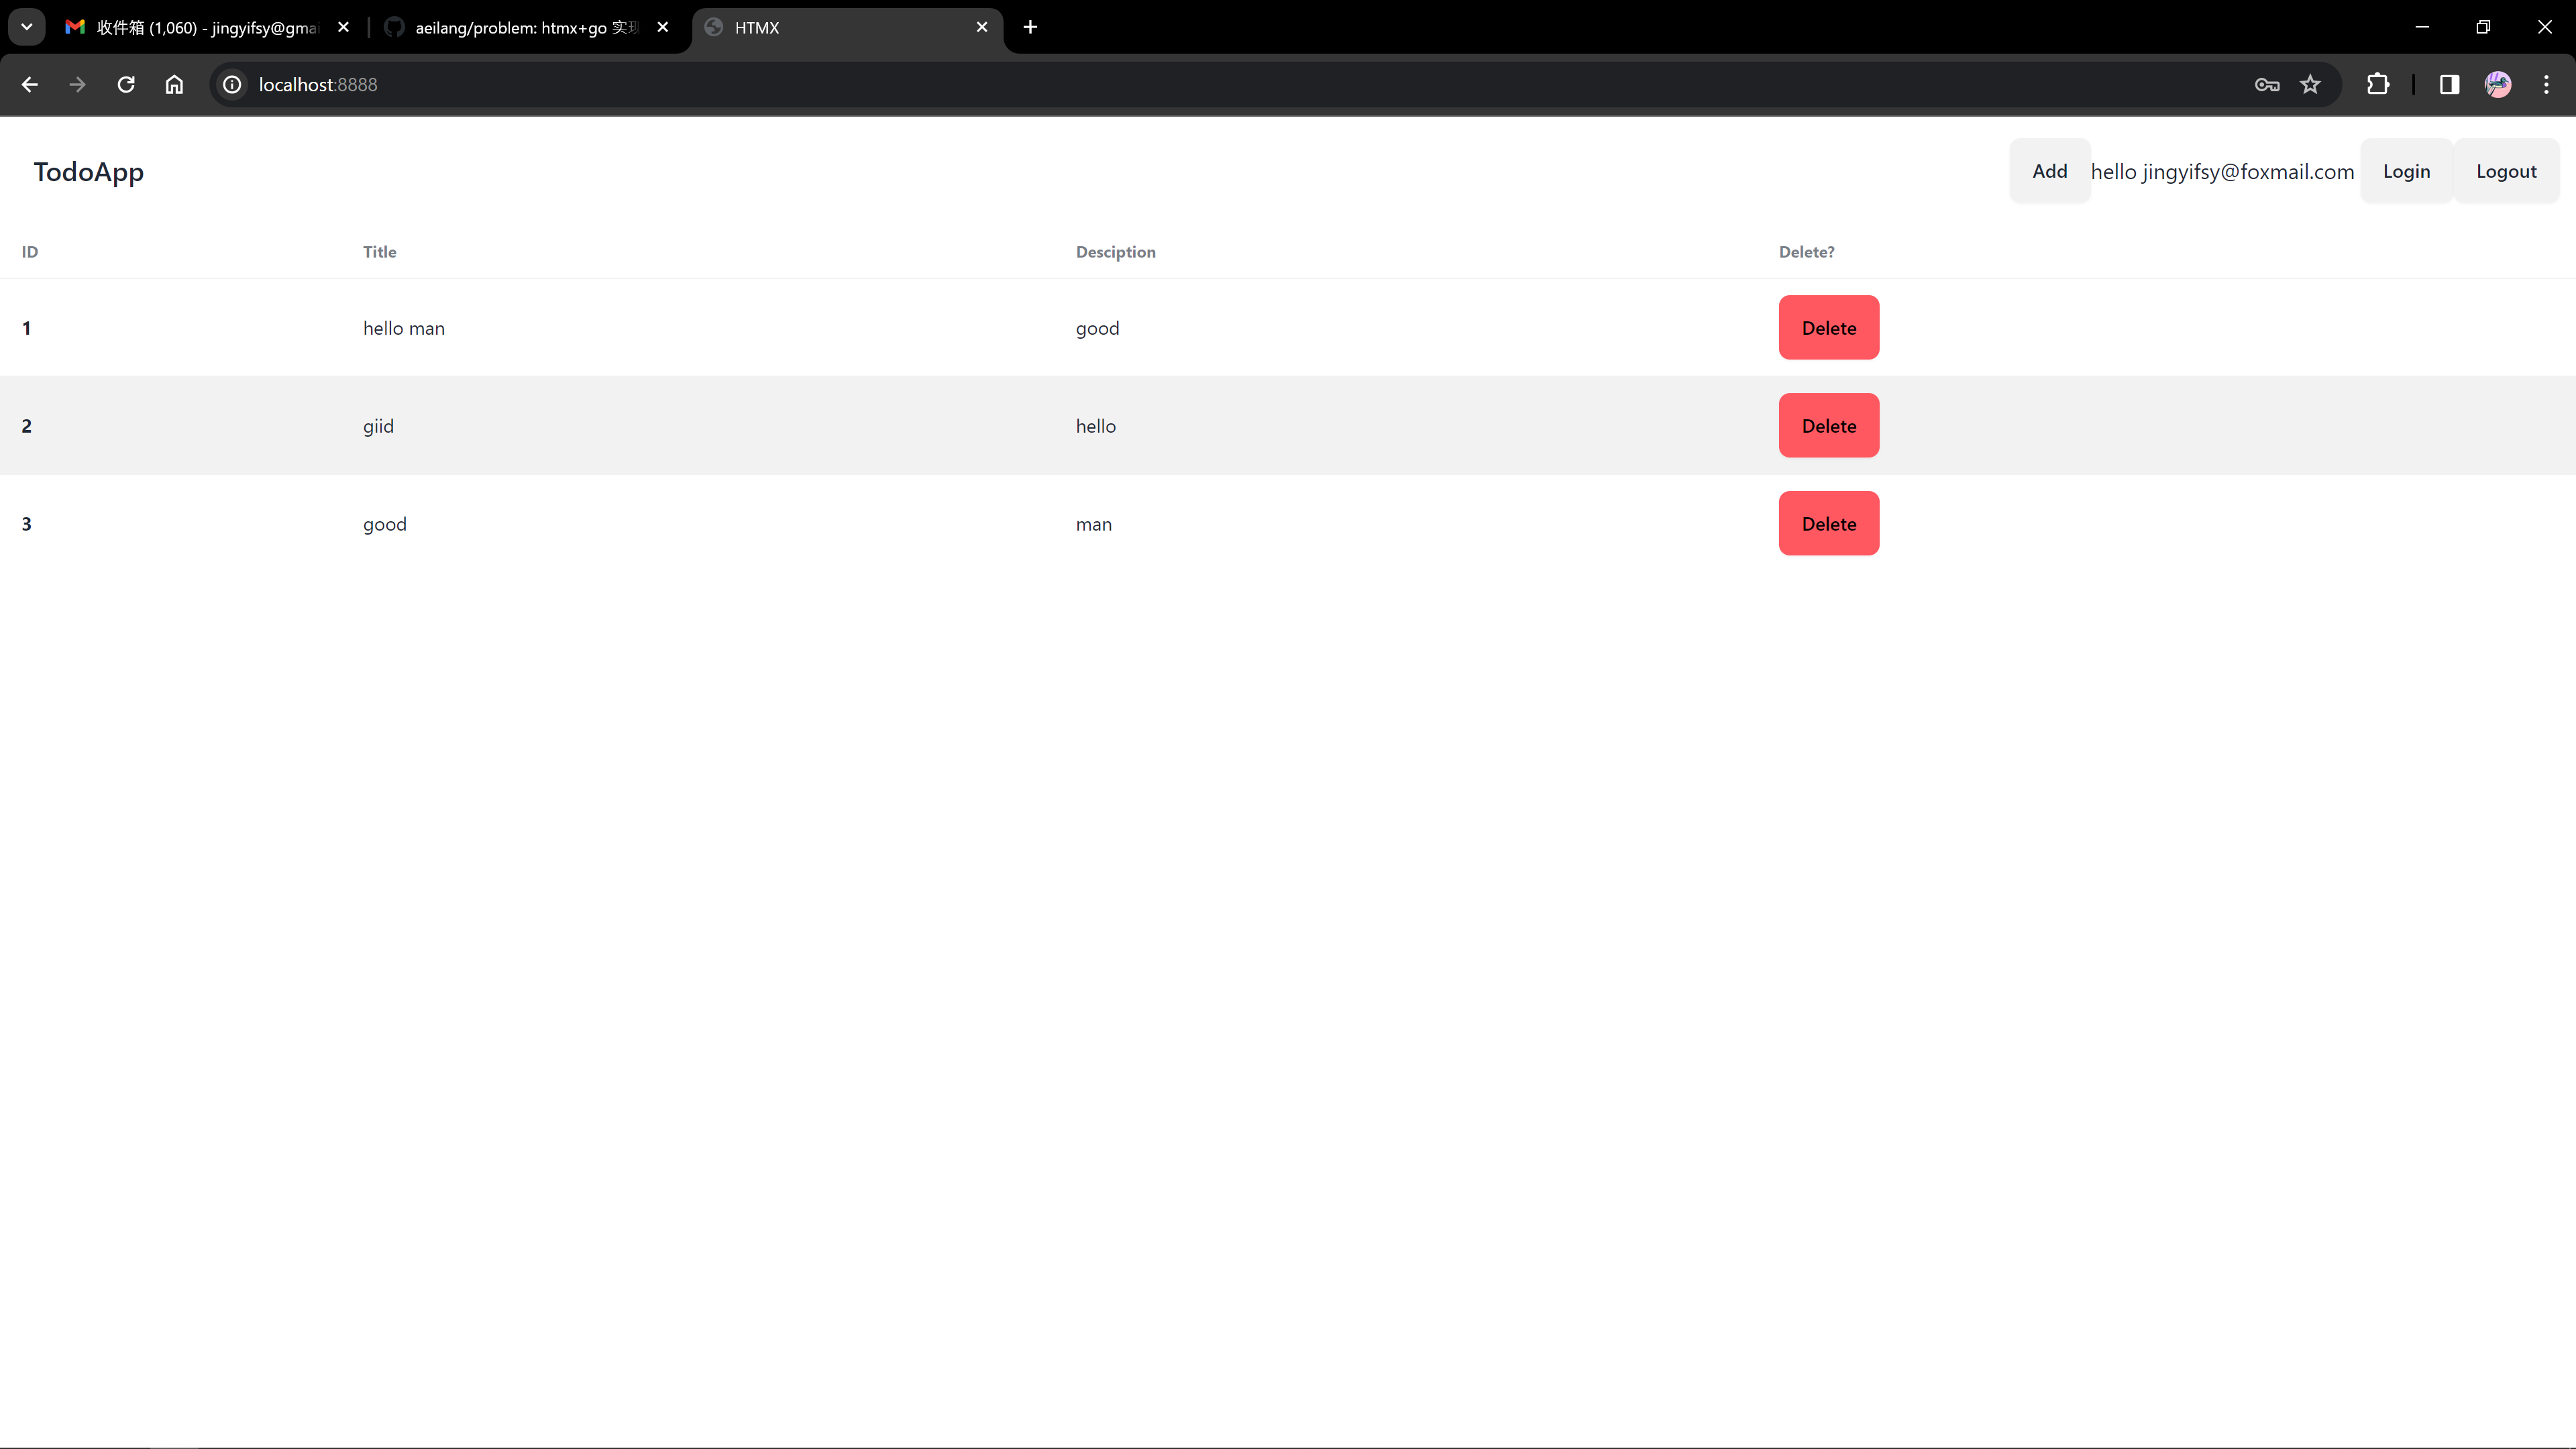 收件箱 (1,060) - jingyifsy@gmai
aeilang/problem: htmx+go 实现
HTMX
localhost:8888
TodoApp
Add
hello jingyifsy@foxmail.com
Login
Logout
ID Title Desciption Delete?
1 hello man good Delete
2 giid hello Delete
3 good man Delete